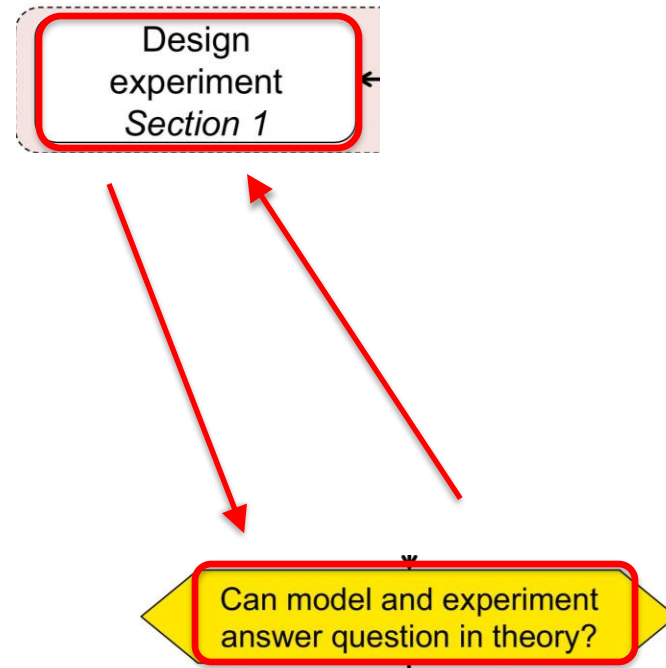 Design
experiment
Section 1
Can model and experiment
answer question in theory?